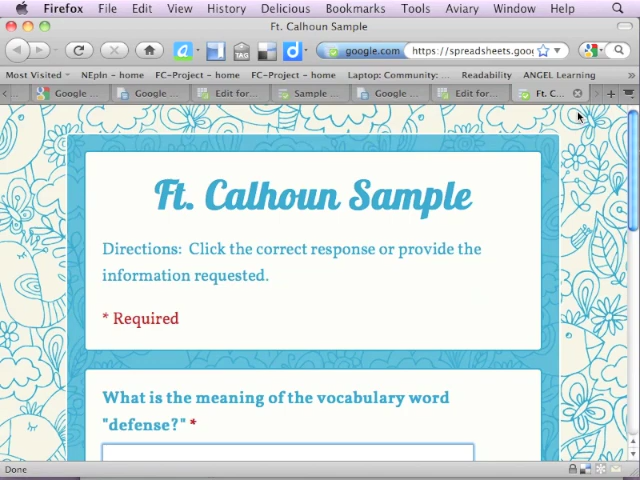 Firefox File Edit View History Delicious Bookmarks Tools Aviary Window Help
Ft. Calhoun Sample
google.com https://spreadsheets.goo
Most Visited NEpln - home FC-Project - home FC-Project - home Laptop: Community: ... Readability ANGEL Learning
Google ... Google ... Edit for... Sample ... Google ... Edit for... Ft. C...
Ft. Calhoun Sample
Directions: Click the correct response or provide the
information requested.
* Required
What is the meaning of the vocabulary word
"defense?" *
Done